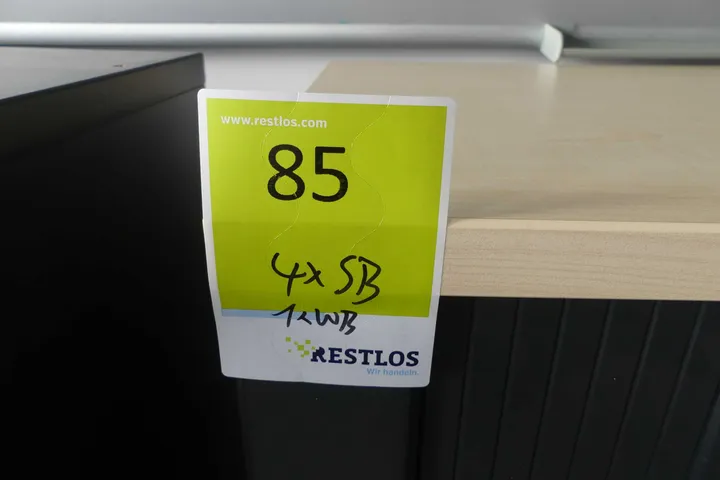 www.restlos.com
85
4x SB
1x WB
RESTLOS
Wir handeln.